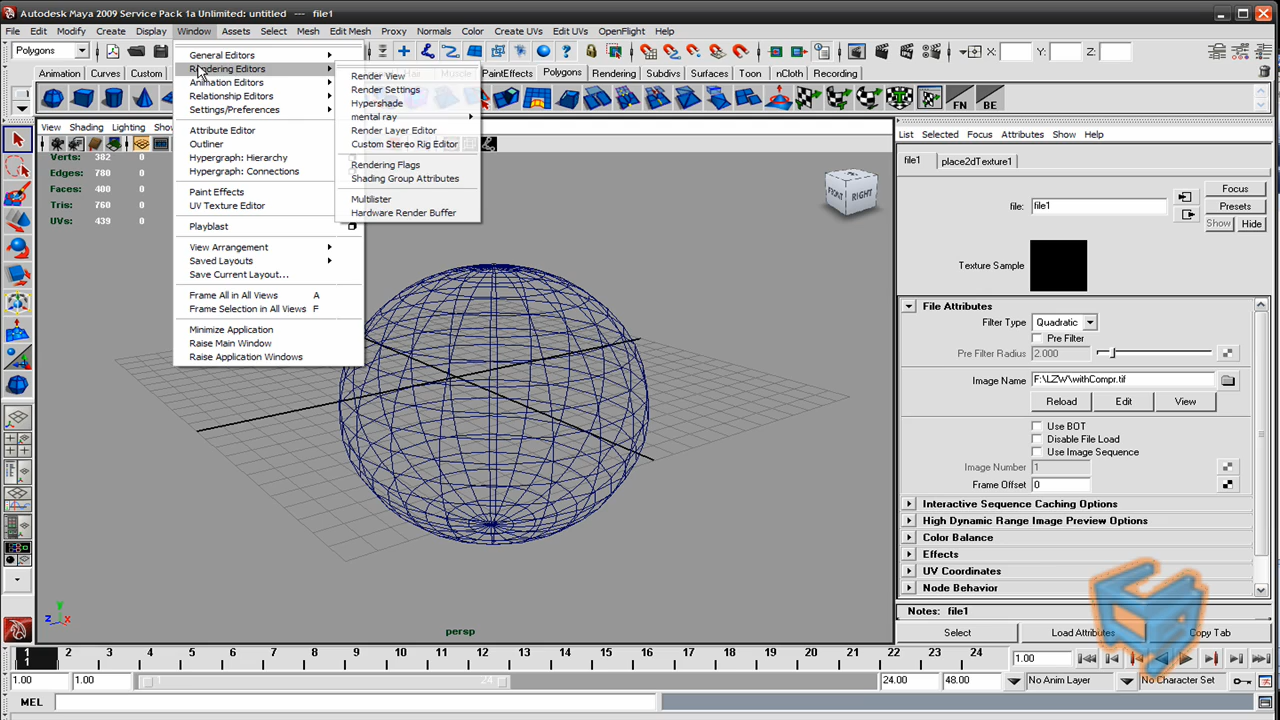 Autodesk Maya 2009 Service Pack 1a Unlimited: untitled --- file1
File Edit Modify Create Display Window Assets Select Mesh Edit Mesh Proxy Normals Color Create UVs Edit UVs OpenFlight Help
Polygons X: Y: Z:
Animation Curves Custom Hair Muscle PaintEffects Polygons Rendering Subdivs Surfaces Toon nCloth Recording
FN BE
General Editors
Rendering Editors
Animation Editors
Relationship Editors
Settings/Preferences
Attribute Editor
Outliner
Hypergraph: Hierarchy
Hypergraph: Connections
Paint Effects
UV Texture Editor
Playblast
View Arrangement
Saved Layouts
Save Current Layout...
Frame All in All Views A
Frame Selection in All Views F
Minimize Application
Raise Main Window
Raise Application Windows
Render View
Render Settings
Hypershade
mental ray
Render Layer Editor
Custom Stereo Rig Editor
Rendering Flags
Shading Group Attributes
Multilister
Hardware Render Buffer
View Shading Lighting Sho
Verts: 382 0
Edges: 780 0
Faces: 400 0
Tris: 760 0
UVs: 439 0
FRONT RIGHT
y
z x
persp
List Selected Focus Attributes Show Help
file1 place2dTexture1
file: file1
Focus
Presets
Show Hide
Texture Sample
File Attributes
Filter Type Quadratic
Pre Filter
Pre Filter Radius 2.000
Image Name F:\LZW\withCompr.tif
Reload Edit View
Use BOT
Disable File Load
Use Image Sequence
Image Number 1
Frame Offset 0
Interactive Sequence Caching Options
High Dynamic Range Image Preview Options
Color Balance
Effects
UV Coordinates
Node Behavior
Notes: file1
Select Load Attributes Copy Tab
1 2 3 4 5 6 7 8 9 10 11 12 13 14 15 16 17 18 19 20 21 22 23 24 1.00
1
1.00 1.00 1 24 24.00 48.00 No Anim Layer No Character Set
MEL